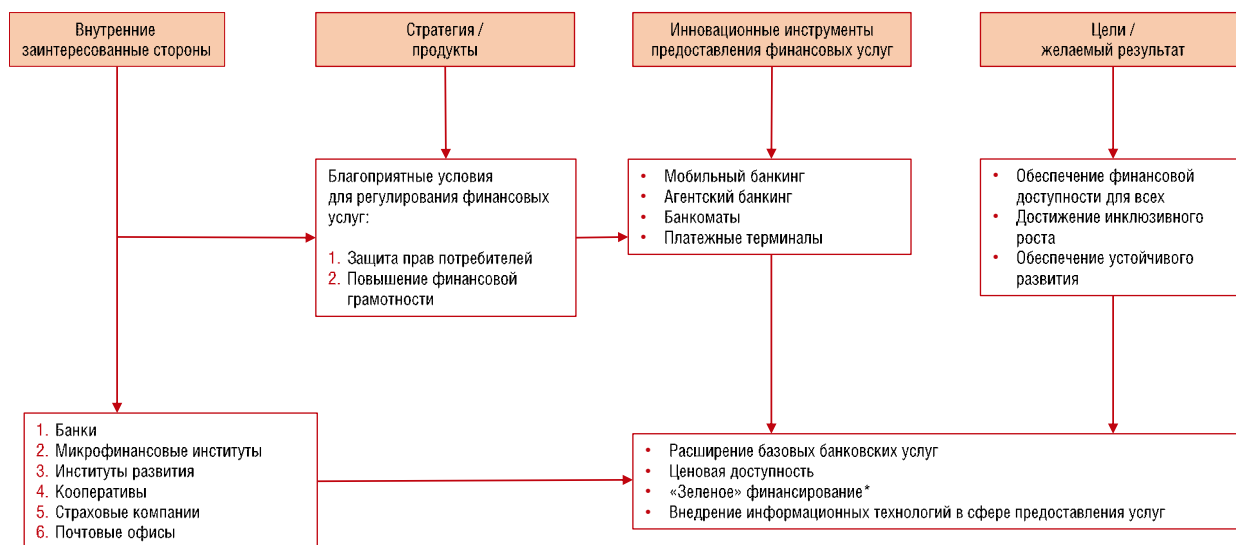 Внутренние
заинтересованные стороны
Стратегия /
продукты
Инновационные инструменты
предоставления финансовых услуг
Цели /
желаемый результат
Благоприятные условия
для регулирования финансовых
услуг:
1. Защита прав потребителей
2. Повышение финансовой
грамотности
• Мобильный банкинг
• Агентский банкинг
• Банкоматы
• Платежные терминалы
• Обеспечение финансовой
доступности для всех
• Достижение инклюзивного
роста
• Обеспечение устойчивого
развития
1. Банки
2. Микрофинансовые институты
3. Институты развития
4. Кооперативы
5. Страховые компании
6. Почтовые офисы
• Расширение базовых банковских услуг
• Ценовая доступность
• «Зеленое» финансирование*
• Внедрение информационных технологий в сфере предоставления услуг